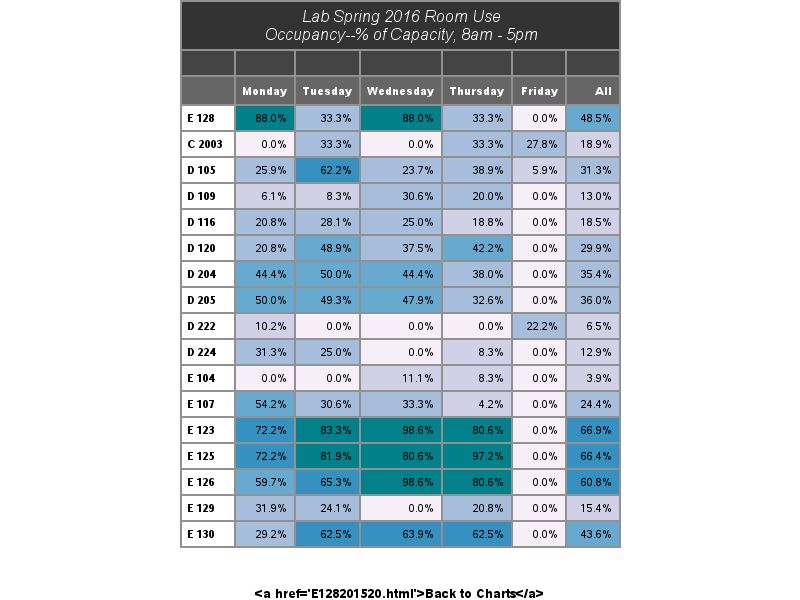 Lab Spring 2016 Room Use
Occupancy--% of Capacity, 8am - 5pm
Monday Tuesday Wednesday Thursday Friday All
E 128 88.0% 33.3% 88.0% 33.3% 0.0% 48.5%
C 2003 0.0% 33.3% 0.0% 33.3% 27.8% 18.9%
D 105 25.9% 62.2% 23.7% 38.9% 5.9% 31.3%
D 109 6.1% 8.3% 30.6% 20.0% 0.0% 13.0%
D 116 20.8% 28.1% 25.0% 18.8% 0.0% 18.5%
D 120 20.8% 48.9% 37.5% 42.2% 0.0% 29.9%
D 204 44.4% 50.0% 44.4% 38.0% 0.0% 35.4%
D 205 50.0% 49.3% 47.9% 32.6% 0.0% 36.0%
D 222 10.2% 0.0% 0.0% 0.0% 22.2% 6.5%
D 224 31.3% 25.0% 0.0% 8.3% 0.0% 12.9%
E 104 0.0% 0.0% 11.1% 8.3% 0.0% 3.9%
E 107 54.2% 30.6% 33.3% 4.2% 0.0% 24.4%
E 123 72.2% 83.3% 98.6% 80.6% 0.0% 66.9%
E 125 72.2% 81.9% 80.6% 97.2% 0.0% 66.4%
E 126 59.7% 65.3% 98.6% 80.6% 0.0% 60.8%
E 129 31.9% 24.1% 0.0% 20.8% 0.0% 15.4%
E 130 29.2% 62.5% 63.9% 62.5% 0.0% 43.6%
<a href='E128201520.html'>Back to Charts</a>